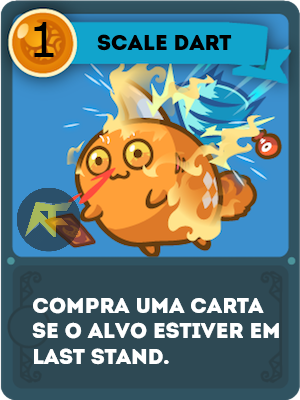 1
SCALE DART
COMPRA UMA CARTA
SE O ALVO ESTIVER EM
LAST STAND.